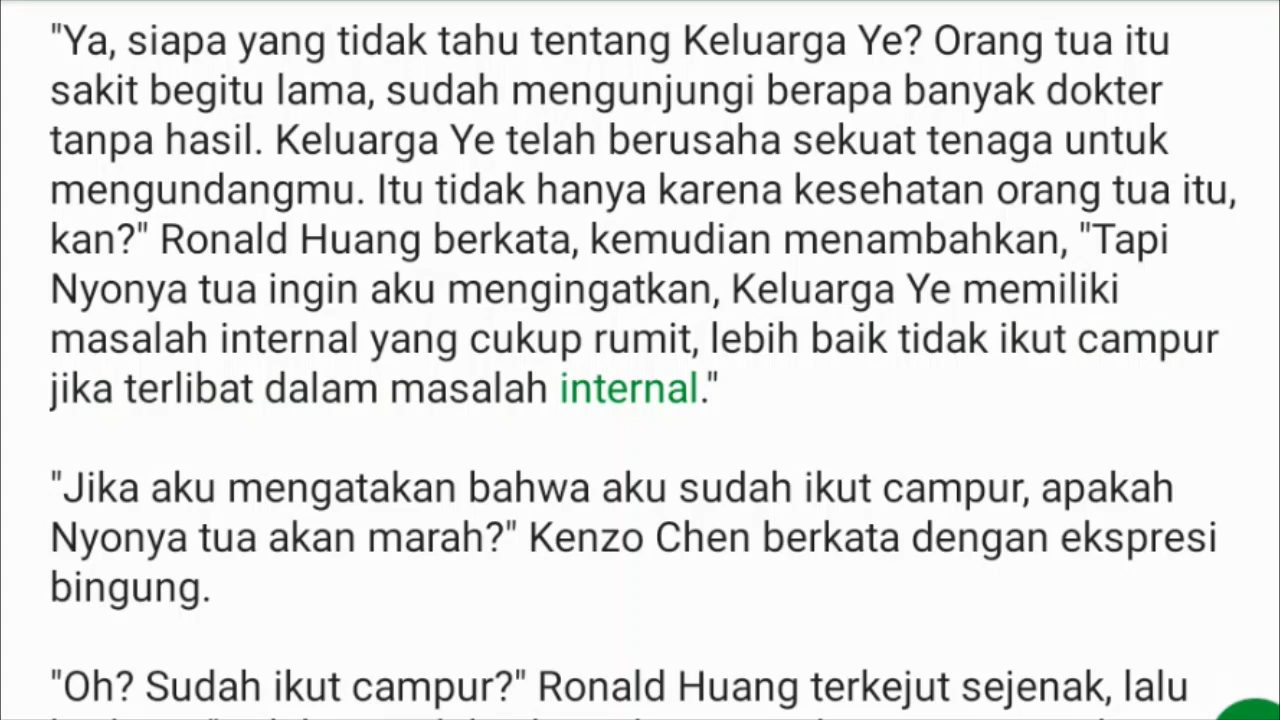 "Ya, siapa yang tidak tahu tentang Keluarga Ye? Orang tua itu
sakit begitu lama, sudah mengunjungi berapa banyak dokter
tanpa hasil. Keluarga Ye telah berusaha sekuat tenaga untuk
mengundangmu. Itu tidak hanya karena kesehatan orang tua itu,
kan?" Ronald Huang berkata, kemudian menambahkan, "Tapi
Nyonya tua ingin aku mengingatkan, Keluarga Ye memiliki
masalah internal yang cukup rumit, lebih baik tidak ikut campur
jika terlibat dalam masalah internal."
"Jika aku mengatakan bahwa aku sudah ikut campur, apakah
Nyonya tua akan marah?" Kenzo Chen berkata dengan ekspresi
bingung.
"Oh? Sudah ikut campur?" Ronald Huang terkejut sejenak, lalu